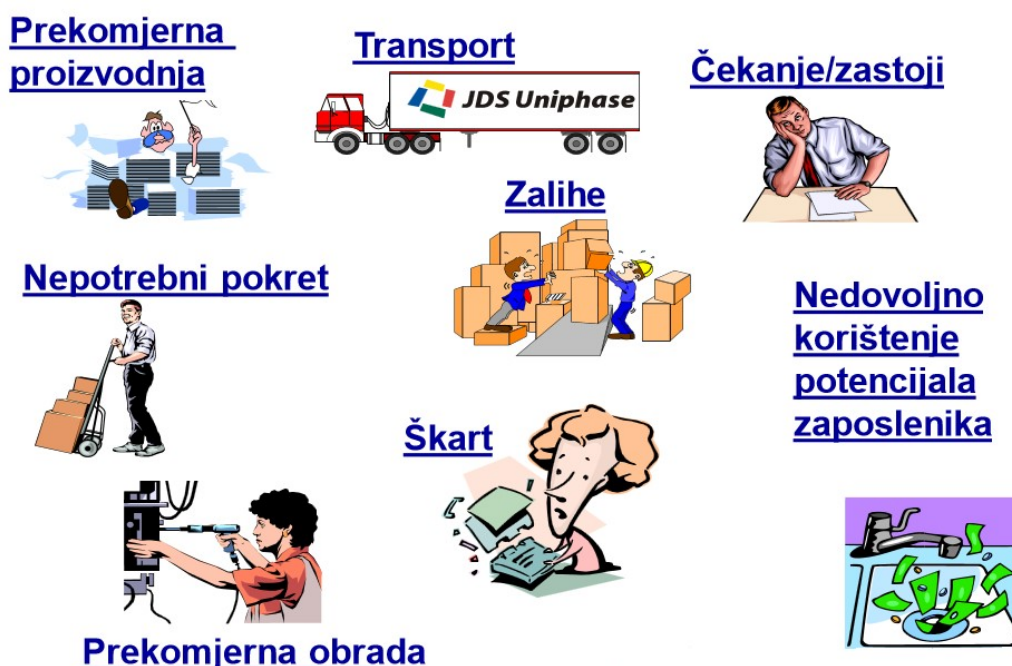 Prekomjerna
proizvodnja
Transport
JDS Uniphase
Čekanje/zastoji
Zalihe
Nepotrebni pokret
Nedovoljno
korištenje
potencijala
zaposlenika
Škart
Prekomjerna obrada